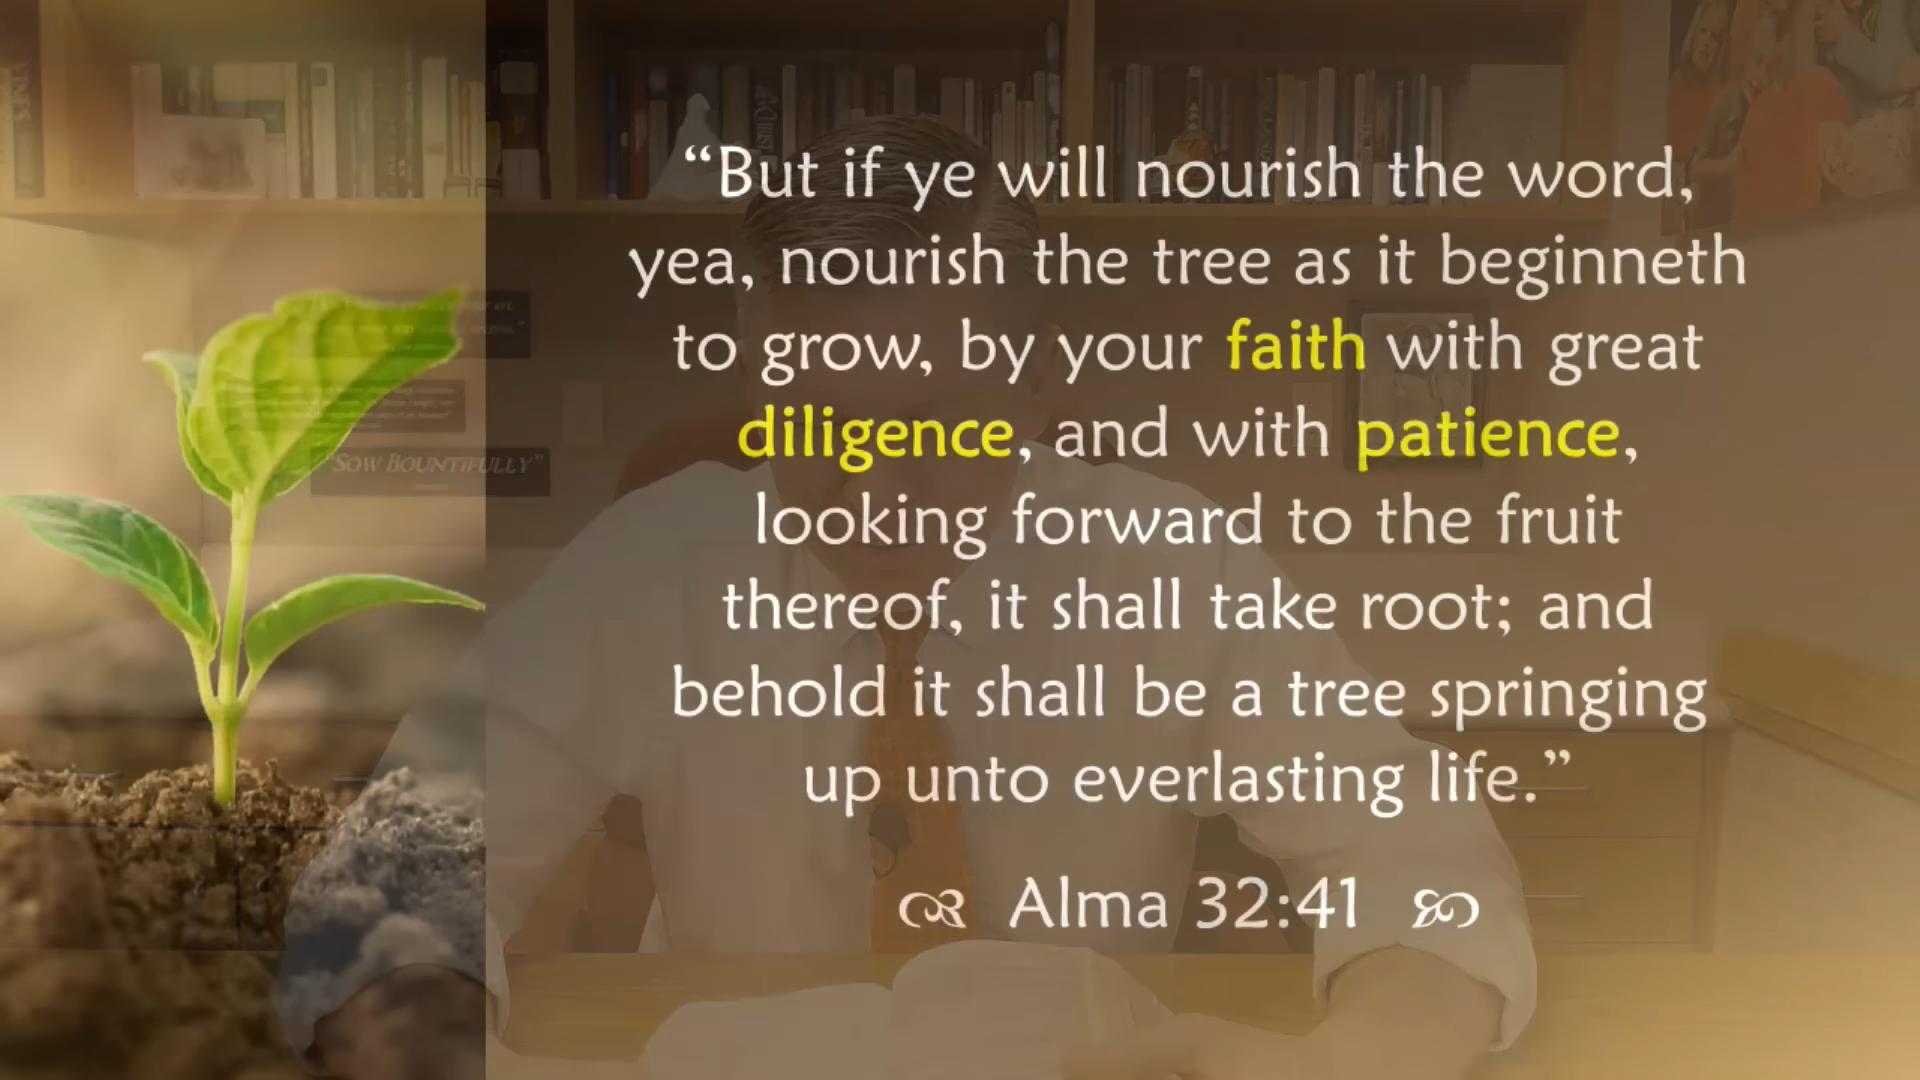 “But if ye will nourish the word,
yea, nourish the tree as it beginneth
to grow, by your faith with great
diligence, and with patience,
looking forward to the fruit
thereof, it shall take root; and
behold it shall be a tree springing
up unto everlasting life.”
Alma 32:41
"SOW BOUNTIFULLY"